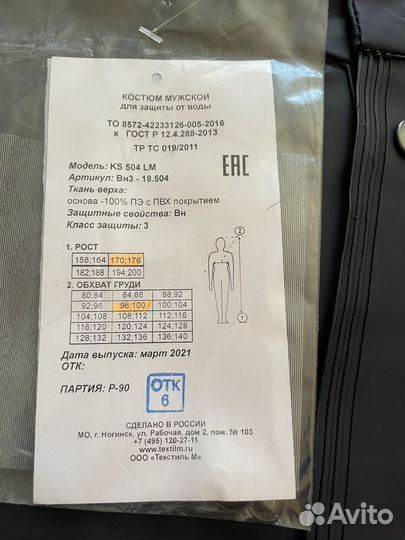 КОСТЮМ МУЖСКОЙ
для защиты от воды
ТО 8572-42233126-005-2016
к ГОСТ Р 12.4.288-2013
ТР ТС 019/2011
Модель: KS 504 LM
Артикул: Вн3 - 18.504
EAC
Ткань верха:
основа -100% ПЭ с ПВХ покрытием
Защитные свойства: Вн
Класс защиты: 3
1. РОСТ
158;164 170;176
182;188 194;200
2. ОБХВАТ ГРУДИ
80;84 84;88 88;92
92;96 96;100 100;104
104;108 108;112 112;116
116;120 120;124 124;128
128;132 132;136 136;140
2
1
Дата выпуска: март 2021
ОТК:
ПАРТИЯ: Р-90
ОТК
6
СДЕЛАНО В РОССИИ
МО, г. Ногинск, ул. Рабочая, дом 2, пом. № 103
+7 (495) 120-27-11
www.textilm.ru
ООО «Текстиль М»
Avito